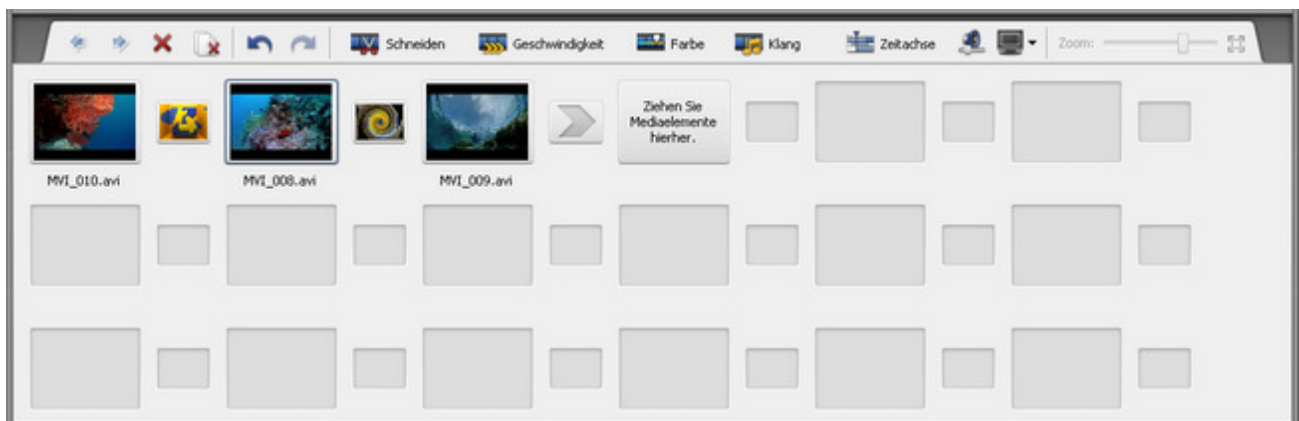 Schneiden Geschwindigkeit Farbe Klang Zeitachse Zoom:
Ziehen Sie
Mediaelemente
hierher.
MVI_010.avi MVI_008.avi MVI_009.avi